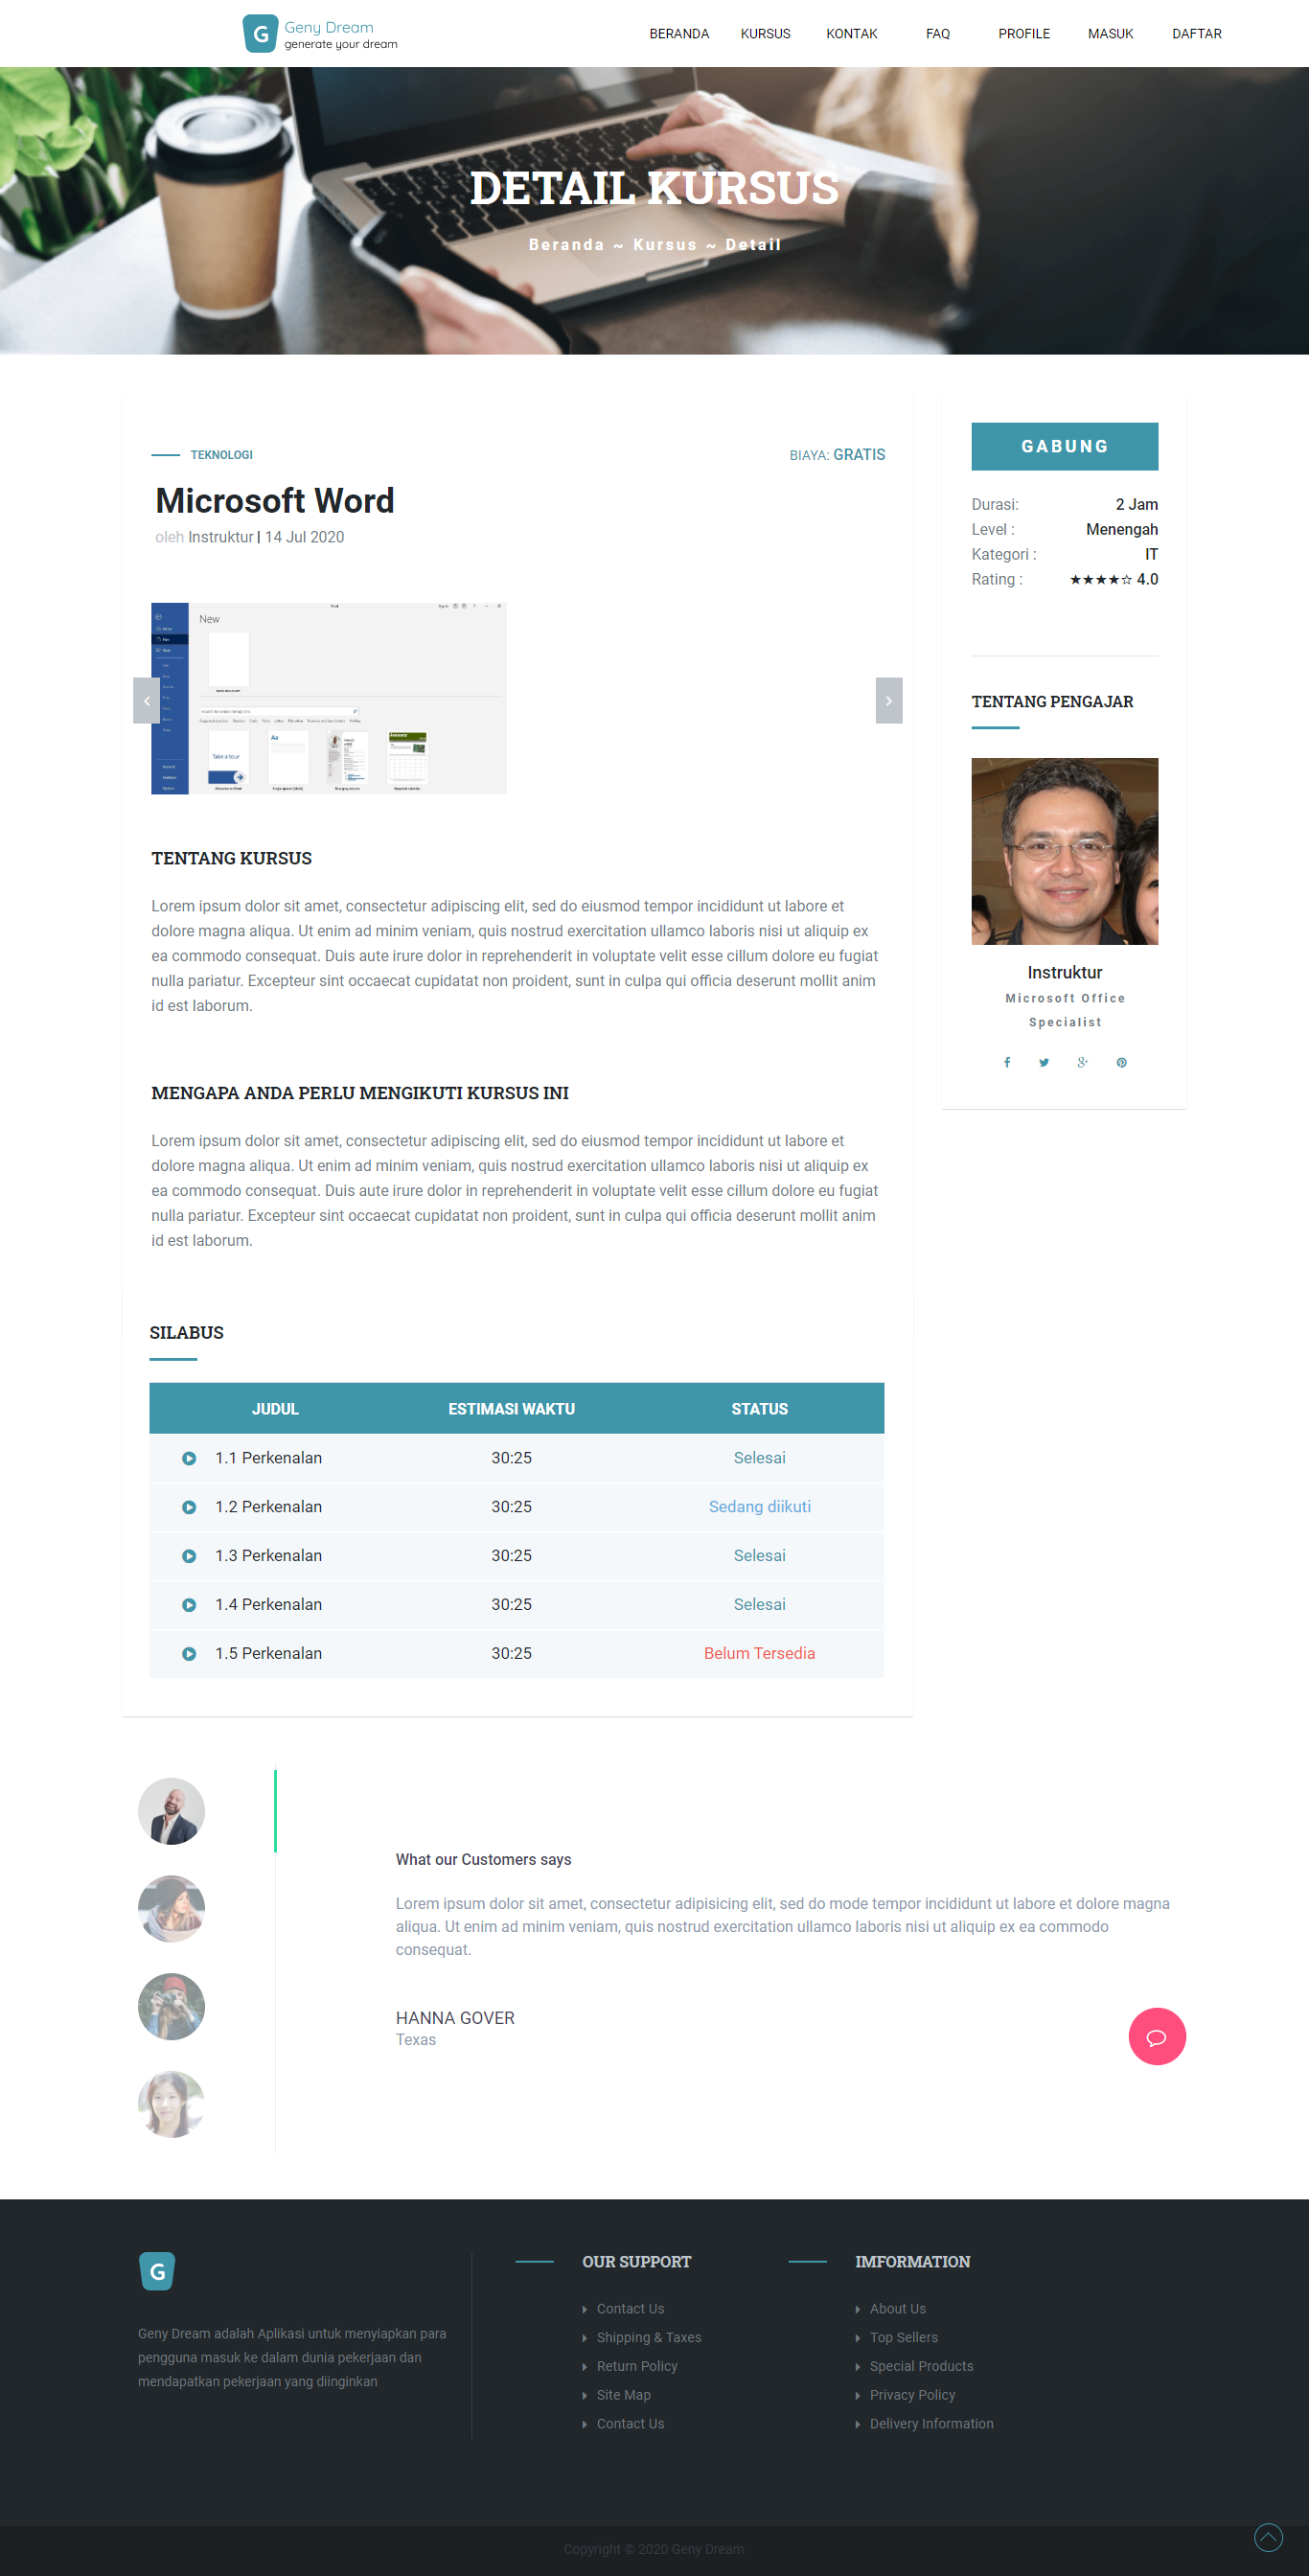 G
Geny Dream
generate your dream
BERANDA KURSUS KONTAK FAQ PROFILE MASUK DAFTAR
DETAIL KURSUS
Beranda ~ Kursus ~ Detail
TEKNOLOGI
BIAYA: GRATIS
Microsoft Word
oleh Instruktur | 14 Jul 2020
New
Take a tour
Aa
TENTANG KURSUS
Lorem ipsum dolor sit amet, consectetur adipiscing elit, sed do eiusmod tempor incididunt ut labore et
dolore magna aliqua. Ut enim ad minim veniam, quis nostrud exercitation ullamco laboris nisi ut aliquip ex
ea commodo consequat. Duis aute irure dolor in reprehenderit in voluptate velit esse cillum dolore eu fugiat
nulla pariatur. Excepteur sint occaecat cupidatat non proident, sunt in culpa qui officia deserunt mollit anim
id est laborum.
MENGAPA ANDA PERLU MENGIKUTI KURSUS INI
Lorem ipsum dolor sit amet, consectetur adipiscing elit, sed do eiusmod tempor incididunt ut labore et
dolore magna aliqua. Ut enim ad minim veniam, quis nostrud exercitation ullamco laboris nisi ut aliquip ex
ea commodo consequat. Duis aute irure dolor in reprehenderit in voluptate velit esse cillum dolore eu fugiat
nulla pariatur. Excepteur sint occaecat cupidatat non proident, sunt in culpa qui officia deserunt mollit anim
id est laborum.
SILABUS
JUDUL ESTIMASI WAKTU STATUS
1.1 Perkenalan 30:25 Selesai
1.2 Perkenalan 30:25 Sedang diikuti
1.3 Perkenalan 30:25 Selesai
1.4 Perkenalan 30:25 Selesai
1.5 Perkenalan 30:25 Belum Tersedia
GABUNG
Durasi: 2 Jam
Level : Menengah
Kategori : IT
Rating : ★★★★☆ 4.0
TENTANG PENGAJAR
Instruktur
Microsoft Office
Specialist
What our Customers says
Lorem ipsum dolor sit amet, consectetur adipisicing elit, sed do mode tempor incididunt ut labore et dolore magna
aliqua. Ut enim ad minim veniam, quis nostrud exercitation ullamco laboris nisi ut aliquip ex ea commodo
consequat.
HANNA GOVER
Texas
G
Geny Dream adalah Aplikasi untuk menyiapkan para
pengguna masuk ke dalam dunia pekerjaan dan
mendapatkan pekerjaan yang diinginkan
OUR SUPPORT
Contact Us
Shipping & Taxes
Return Policy
Site Map
Contact Us
IMFORMATION
About Us
Top Sellers
Special Products
Privacy Policy
Delivery Information
Copyright © 2020 Geny Dream